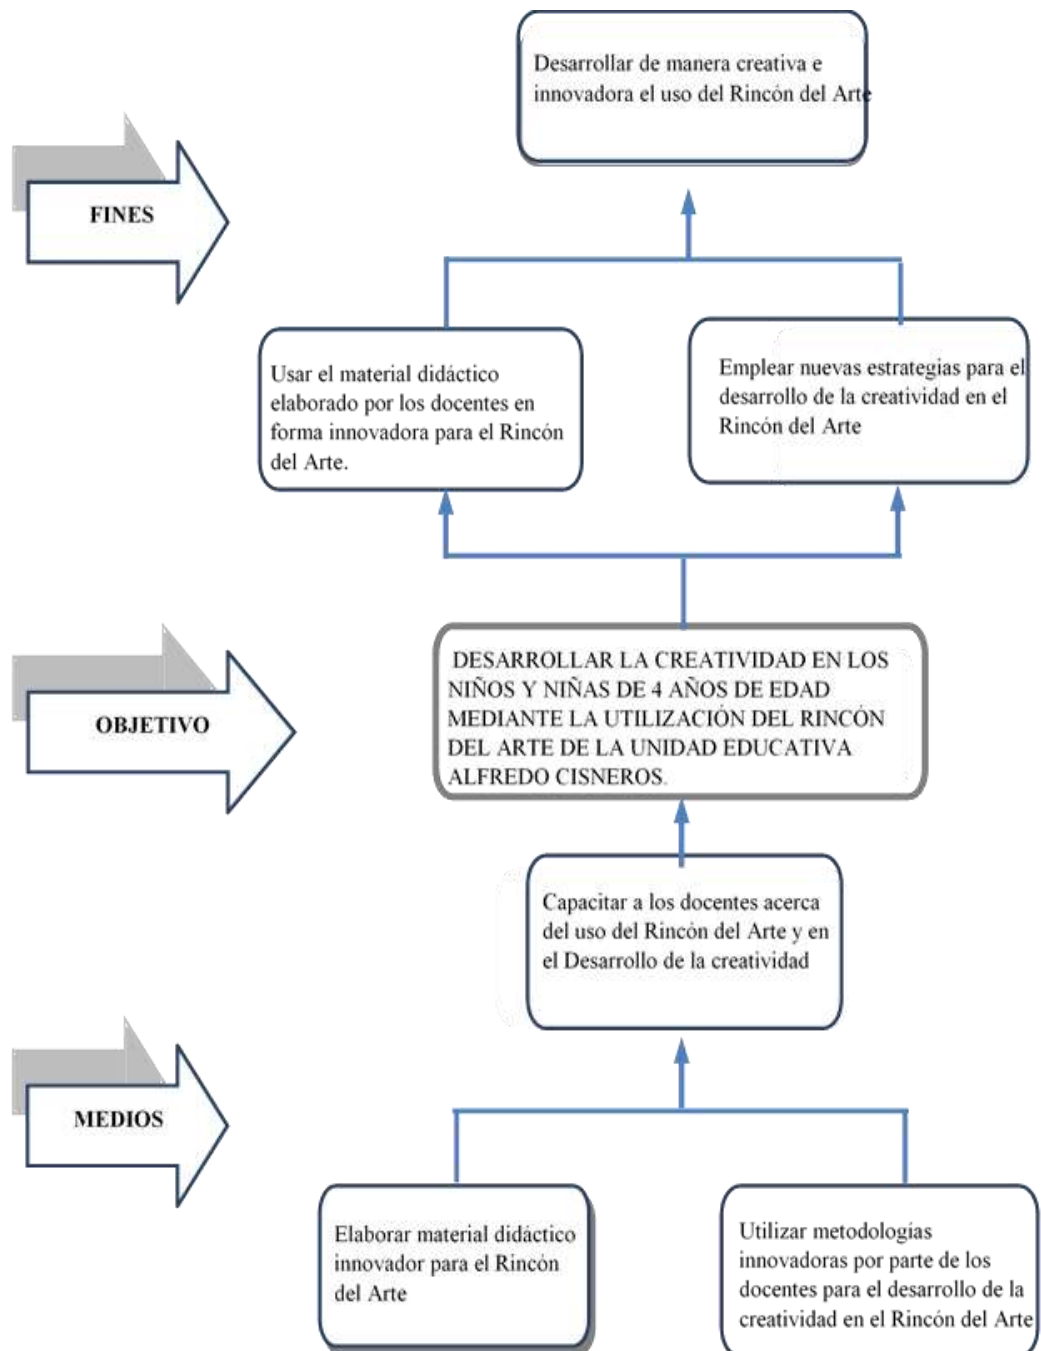 Desarrollar de manera creativa e
innovadora el uso del Rincón del Arte
FINES
Usar el material didáctico
elaborado por los docentes en
forma innovadora para el Rincón
del Arte.
Emplear nuevas estrategias para el
desarrollo de la creatividad en el
Rincón del Arte
OBJETIVO
DESARROLLAR LA CREATIVIDAD EN LOS
NIÑOS Y NIÑAS DE 4 AÑOS DE EDAD
MEDIANTE LA UTILIZACIÓN DEL RINCÓN
DEL ARTE DE LA UNIDAD EDUCATIVA
ALFREDO CISNEROS.
Capacitar a los docentes acerca
del uso del Rincón del Arte y en
el Desarrollo de la creatividad
MEDIOS
Elaborar material didáctico
innovador para el Rincón
del Arte
Utilizar metodologías
innovadoras por parte de los
docentes para el desarrollo de la
creatividad en el Rincón del Arte